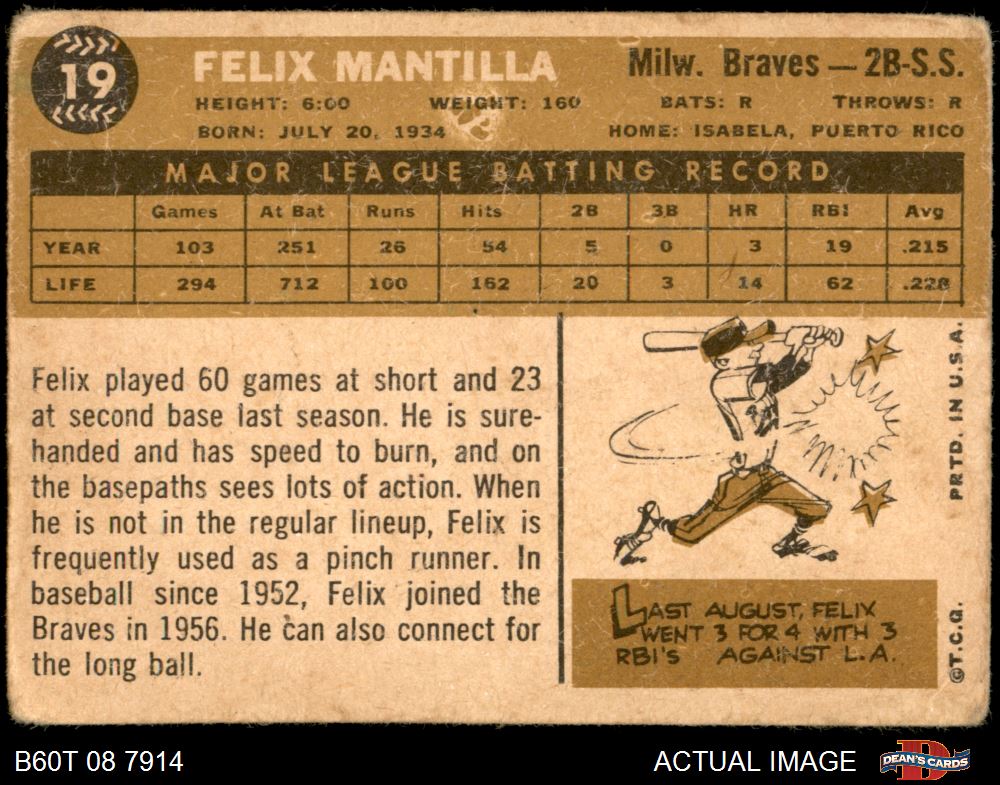 19
FELIX MANTILLA
Milw. Braves — 2B-S.S.
HEIGHT: 6:00 WEIGHT: 160 BATS: R THROWS: R
BORN: JULY 20, 1934 HOME: ISABELA, PUERTO RICO
MAJOR LEAGUE BATTING RECORD
Games At Bat Runs Hits 2B 3B HR RBI Avg
YEAR 103 251 26 54 5 0 3 19 .215
LIFE 294 712 100 162 20 3 14 62 .228
Felix played 60 games at short and 23
at second base last season. He is sure-
handed and has speed to burn, and on
the basepaths sees lots of action. When
he is not in the regular lineup, Felix is
frequently used as a pinch runner. In
baseball since 1952, Felix joined the
Braves in 1956. He can also connect for
the long ball.
LAST AUGUST, FELIX
WENT 3 FOR 4 WITH 3
RBI'S AGAINST L.A.
©T.C.G. PRTD. IN U.S.A.
B60T 08 7914
ACTUAL IMAGE
DEAN'S CARDS